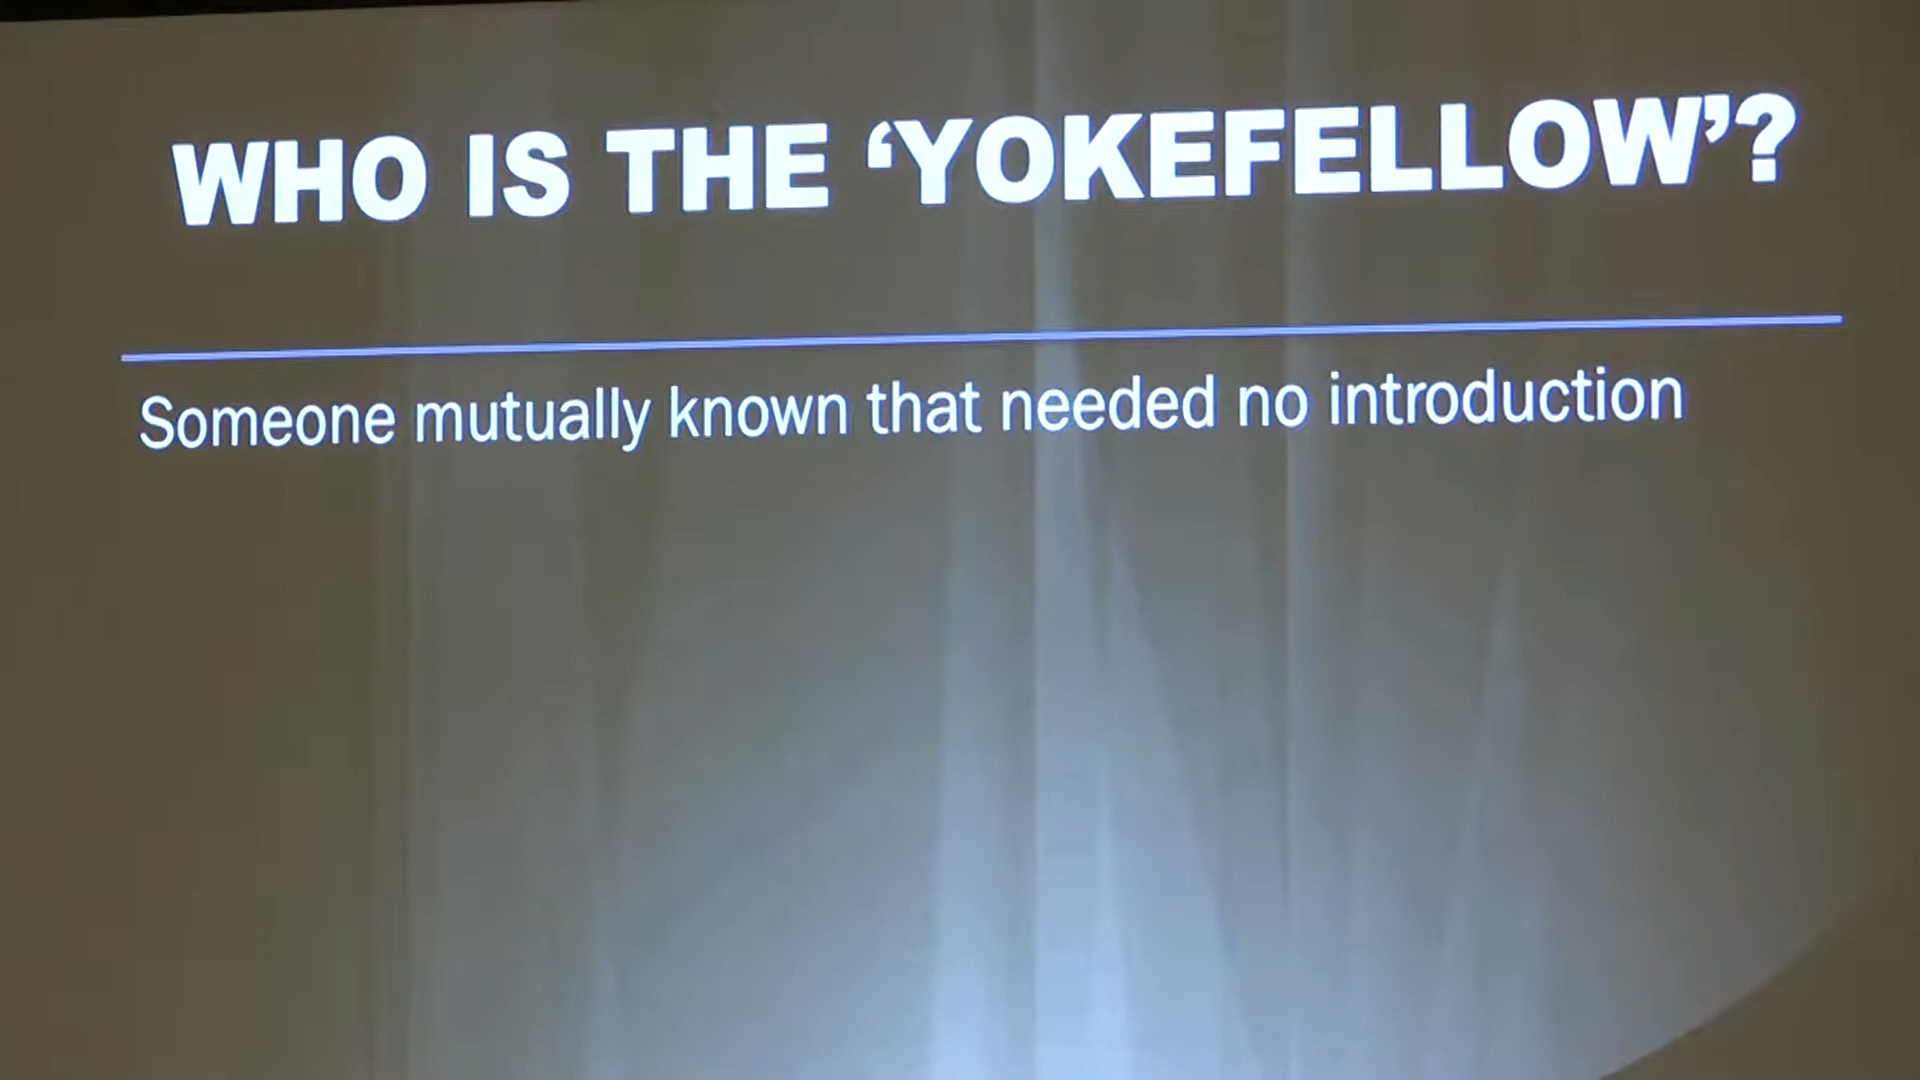 WHO IS THE ‘YOKEFELLOW’?
Someone mutually known that needed no introduction